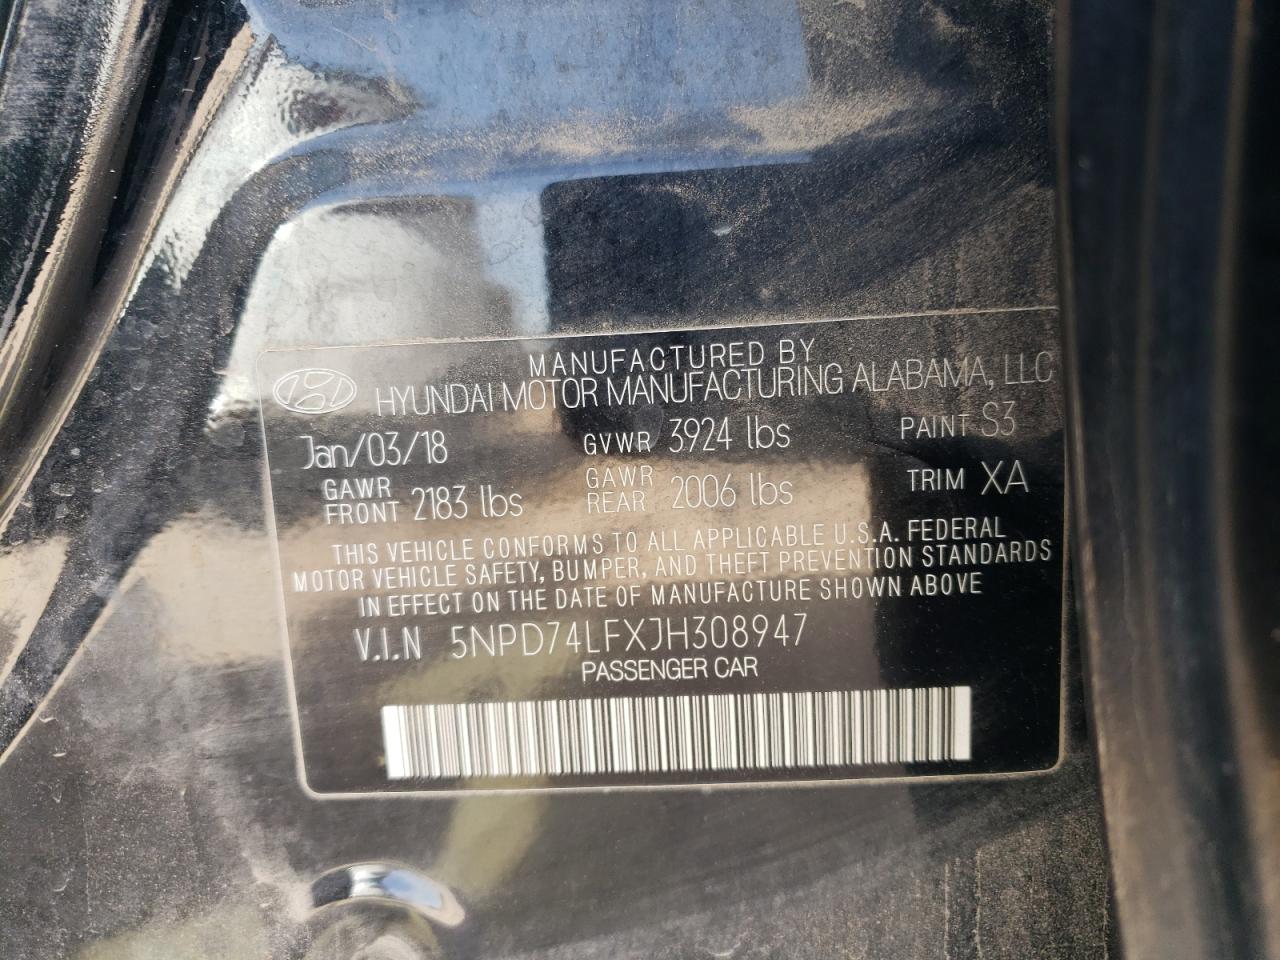 MANUFACTURED BY
HYUNDAI MOTOR MANUFACTURING ALABAMA, LLC
Jan/03/18 GVWR 3924 lbs PAINT S3
GAWR FRONT 2183 lbs GAWR REAR 2006 lbs TRIM XA
THIS VEHICLE CONFORMS TO ALL APPLICABLE U.S.A. FEDERAL
MOTOR VEHICLE SAFETY, BUMPER, AND THEFT PREVENTION STANDARDS
IN EFFECT ON THE DATE OF MANUFACTURE SHOWN ABOVE
V.I.N 5NPD74LFXJH308947
PASSENGER CAR